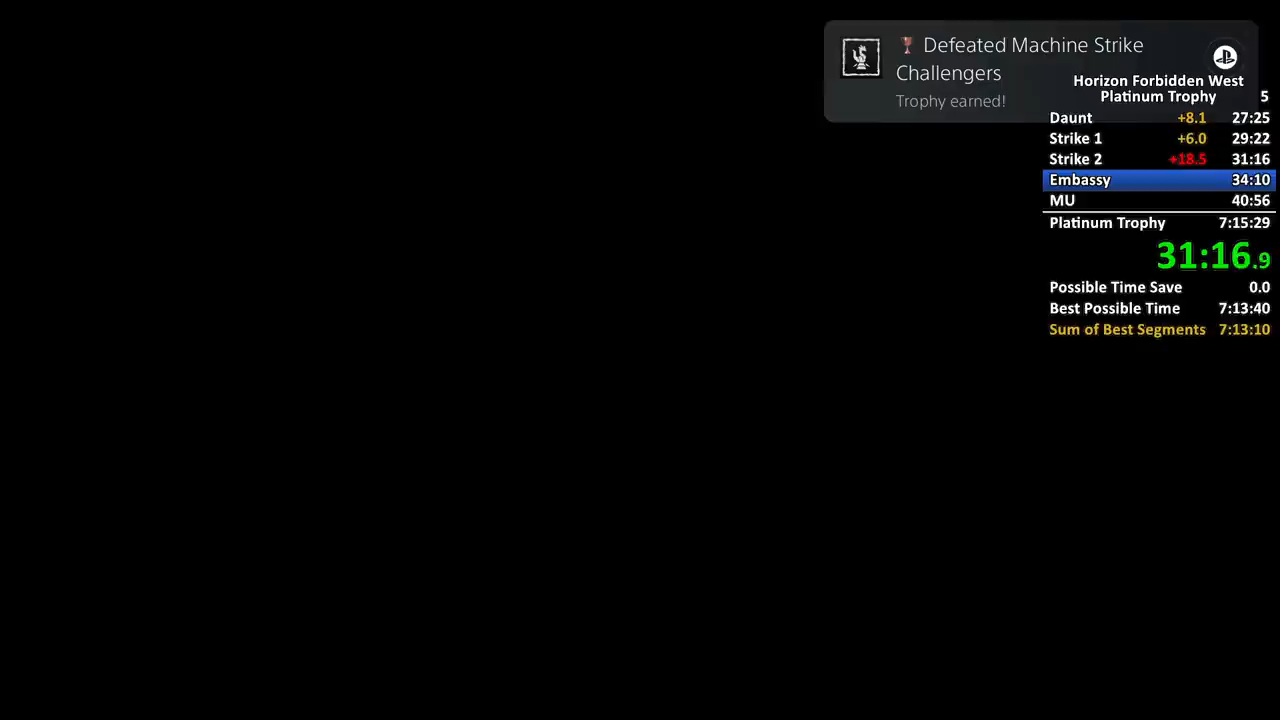 Defeated Machine Strike
Challengers
Trophy earned!
Horizon Forbidden West
Platinum Trophy 5
Daunt +8.1 27:25
Strike 1 +6.0 29:22
Strike 2 +18.5 31:16
Embassy 34:10
MU 40:56
Platinum Trophy 7:15:29
31:16.9
Possible Time Save 0.0
Best Possible Time 7:13:40
Sum of Best Segments 7:13:10